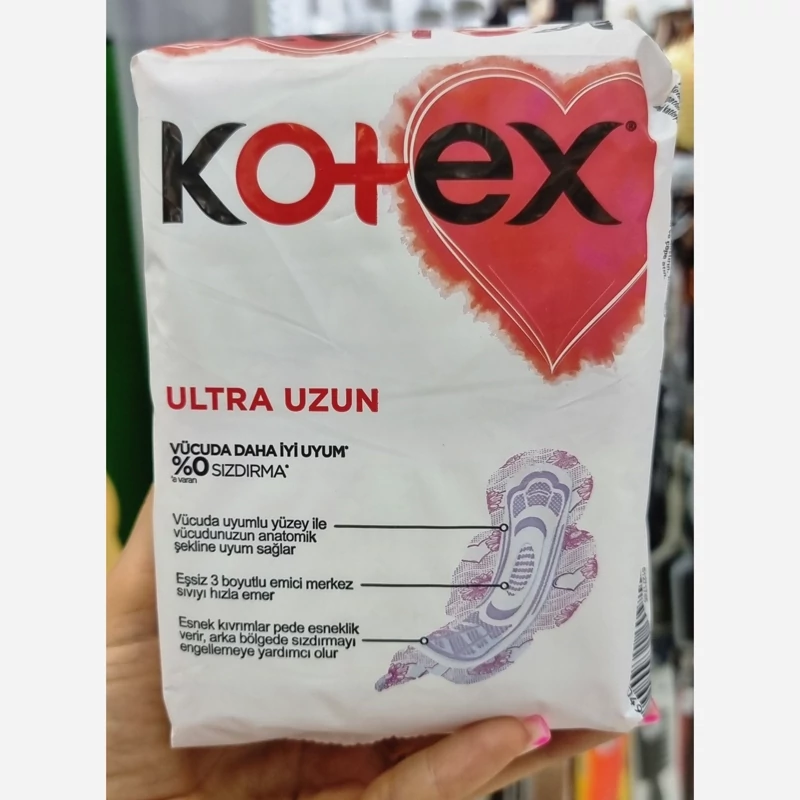 Kotex®
ULTRA UZUN
VÜCUDA DAHA İYİ UYUM*
%0 SIZDIRMA*
*a varan
Vücuda uyumlu yüzey ile
vücudunuzun anatomik
şekline uyum sağlar
Eşsiz 3 boyutlu emici merkez
sıvıyı hızla emer
Esnek kıvrımlar pede esneklik
verir, arka bölgede sızdırmayı
engellemeye yardımcı olur